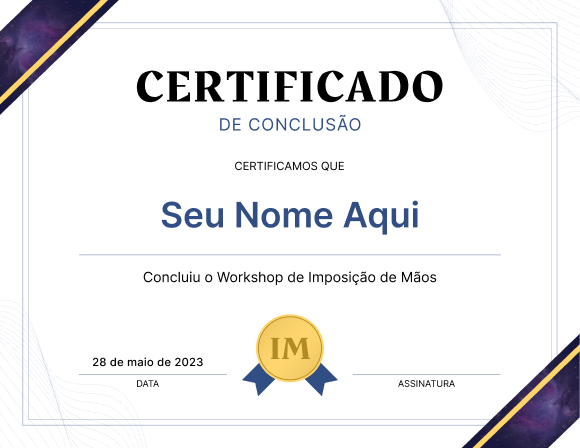 CERTIFICADO
DE CONCLUSÃO
CERTIFICAMOS QUE
Seu Nome Aqui
Concluiu o Workshop de Imposição de Mãos
IM
28 de maio de 2023
DATA
ASSINATURA